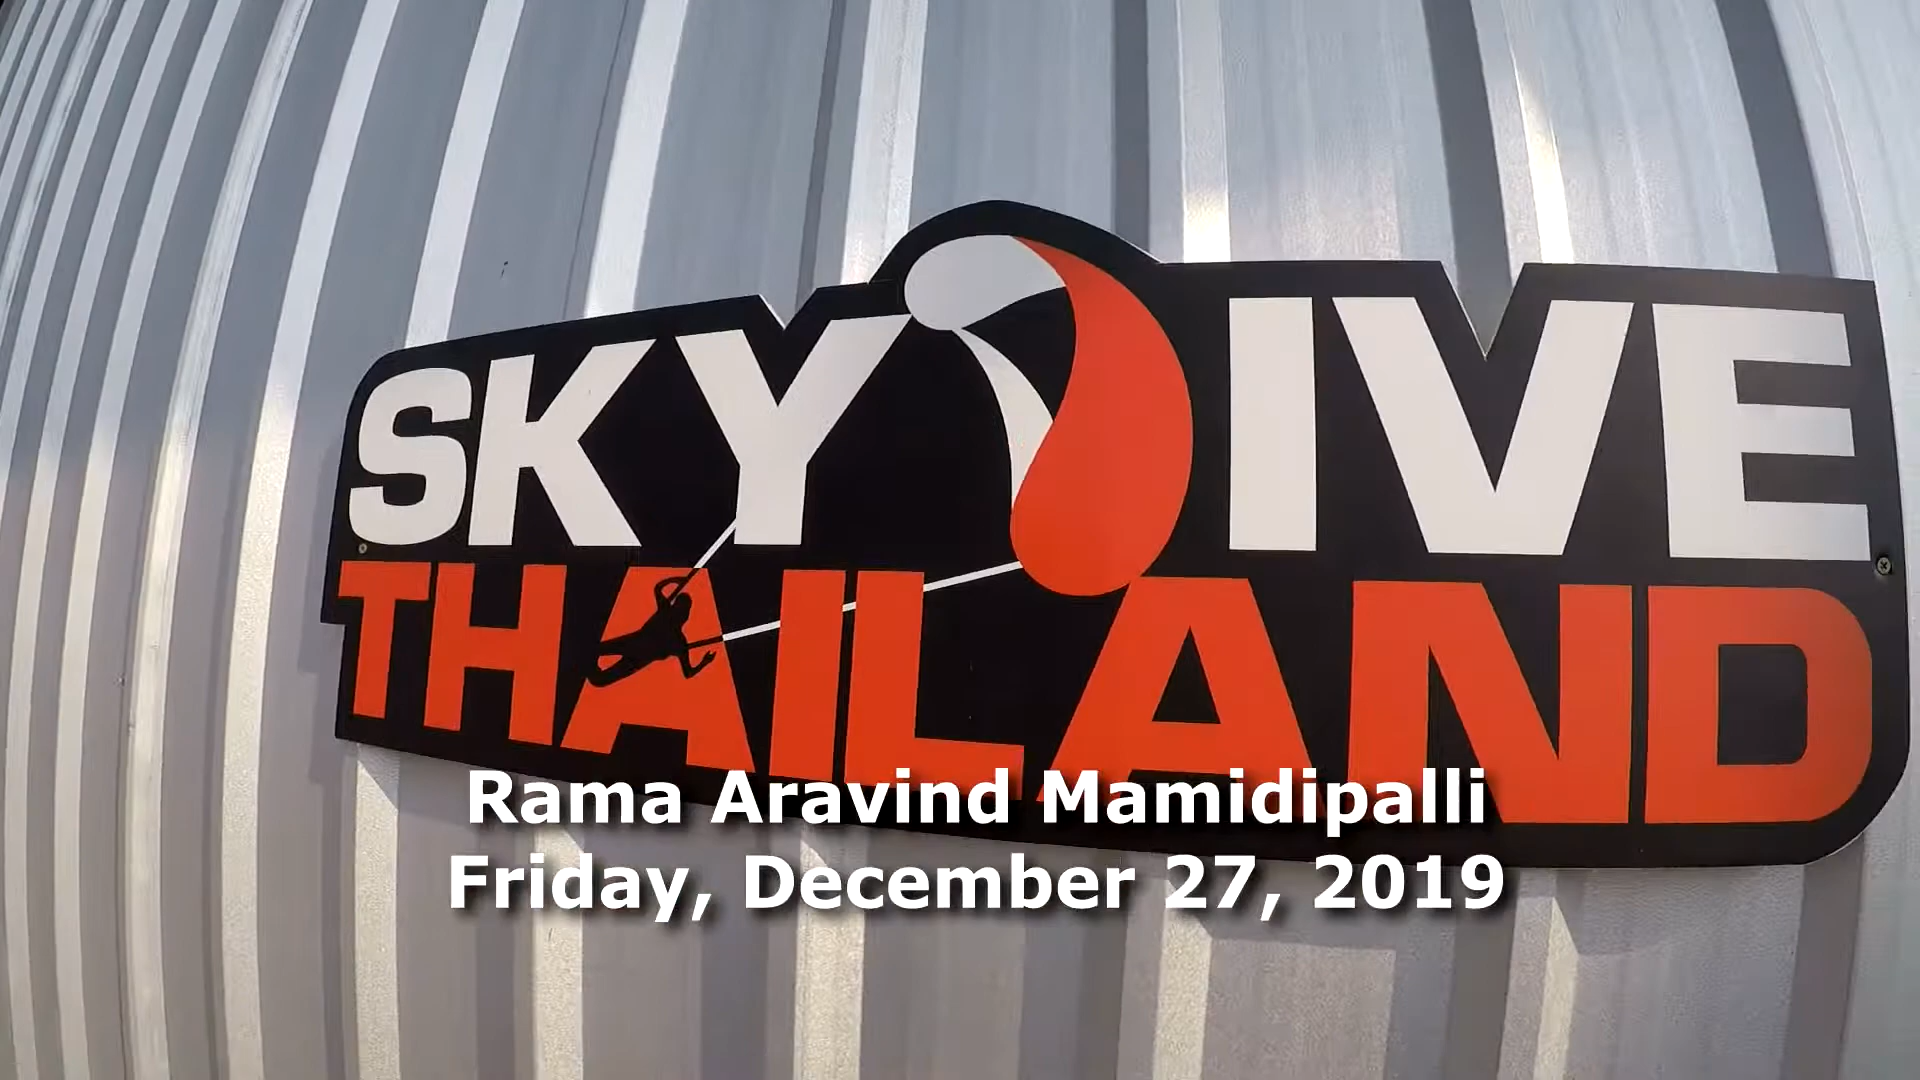 SKYDIVE
THAILAND
Rama Aravind Mamidipalli
Friday, December 27, 2019